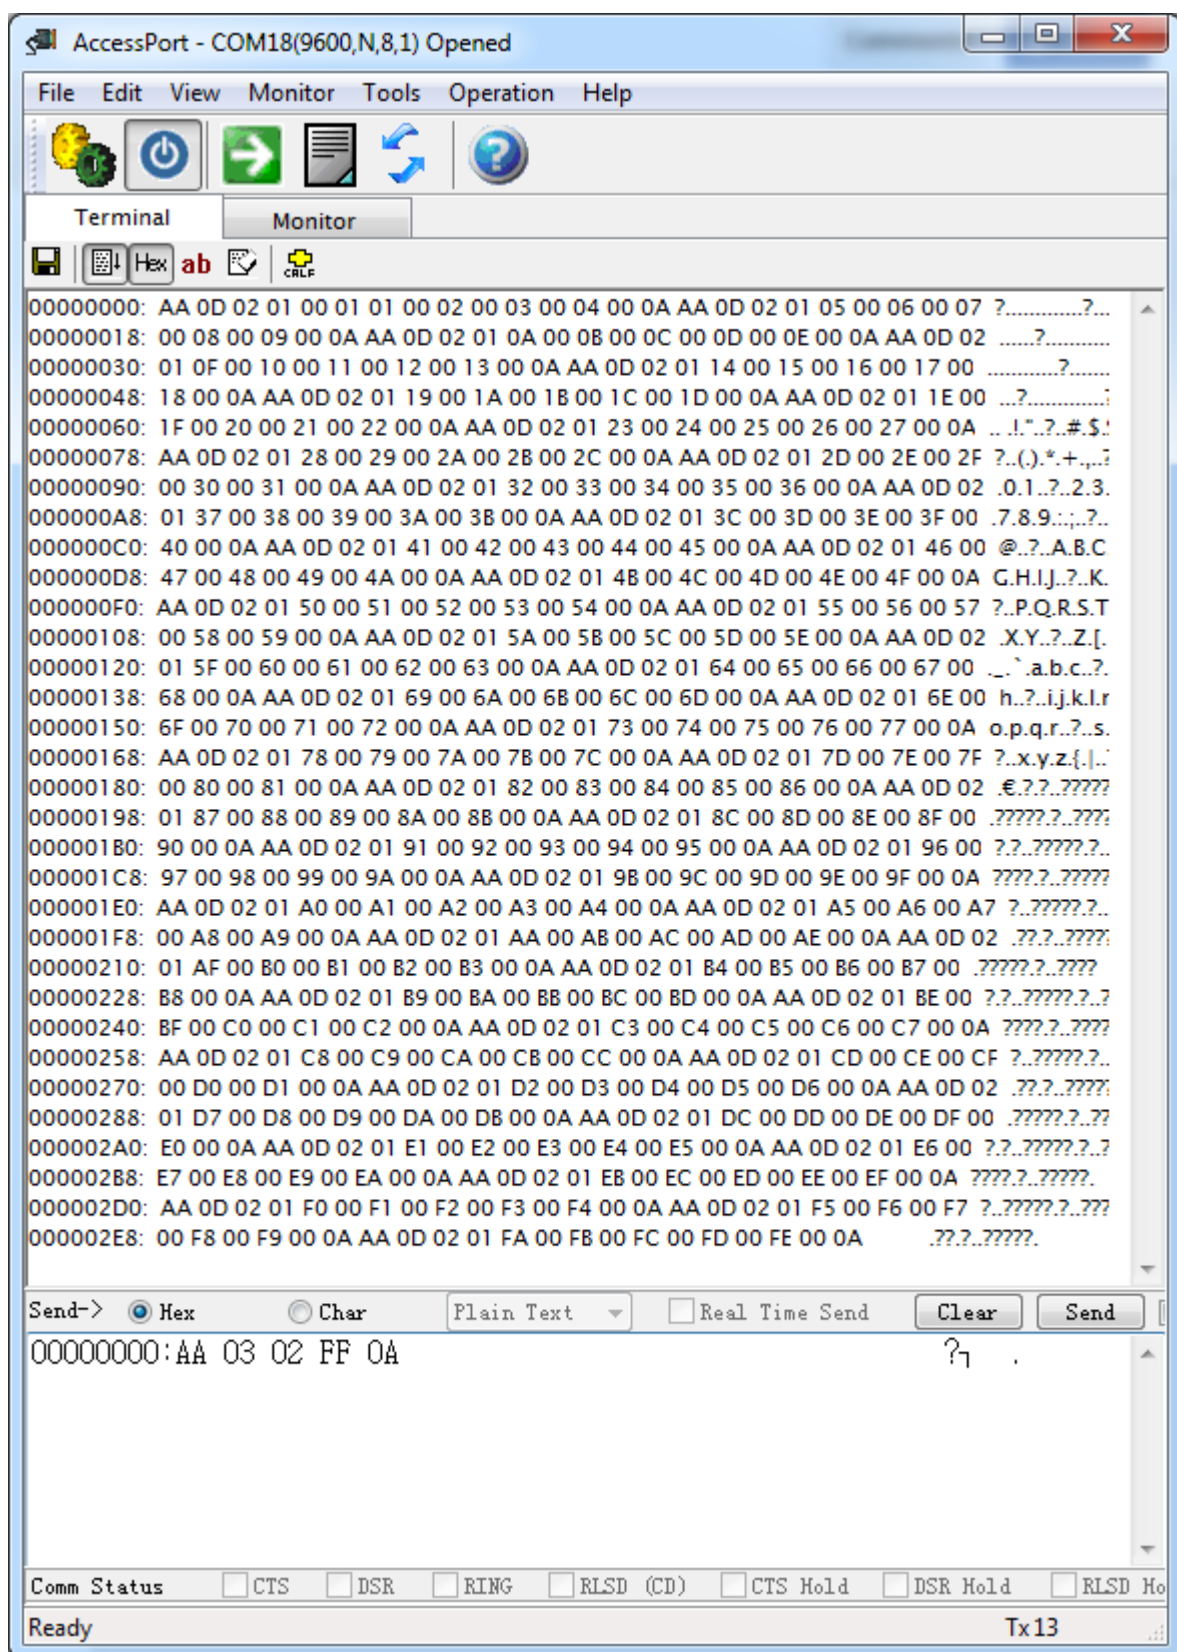 AccessPort - COM18(9600,N,8,1) Opened
File Edit View Monitor Tools Operation Help
Terminal Monitor
Hex ab CRLF
00000000: AA 0D 02 01 00 01 01 00 02 00 03 00 04 00 0A AA 0D 02 01 05 00 06 00 07 ?.............?...
00000018: 00 08 00 09 00 0A AA 0D 02 01 0A 00 0B 00 0C 00 0D 00 0E 00 0A AA 0D 02 ......?...........
00000030: 01 0F 00 10 00 11 00 12 00 13 00 0A AA 0D 02 01 14 00 15 00 16 00 17 00 ............?.......
00000048: 18 00 0A AA 0D 02 01 19 00 1A 00 1B 00 1C 00 1D 00 0A AA 0D 02 01 1E 00 ...?.............?
00000060: 1F 00 20 00 21 00 22 00 0A AA 0D 02 01 23 00 24 00 25 00 26 00 27 00 0A .. .!."..?..#.$.
00000078: AA 0D 02 01 28 00 29 00 2A 00 2B 00 2C 00 0A AA 0D 02 01 2D 00 2E 00 2F ?..(.).*.+.,..?
00000090: 00 30 00 31 00 0A AA 0D 02 01 32 00 33 00 34 00 35 00 36 00 0A AA 0D 02 .0.1..?..2.3.
000000A8: 01 37 00 38 00 39 00 3A 00 3B 00 0A AA 0D 02 01 3C 00 3D 00 3E 00 3F 00 .7.8.9.:.;..?..
000000C0: 40 00 0A AA 0D 02 01 41 00 42 00 43 00 44 00 45 00 0A AA 0D 02 01 46 00 @..?..A.B.C
000000D8: 47 00 48 00 49 00 4A 00 0A AA 0D 02 01 4B 00 4C 00 4D 00 4E 00 4F 00 0A G.H.I.J..?..K.
000000F0: AA 0D 02 01 50 00 51 00 52 00 53 00 54 00 0A AA 0D 02 01 55 00 56 00 57 ?..P.Q.R.S.T
00000108: 00 58 00 59 00 0A AA 0D 02 01 5A 00 5B 00 5C 00 5D 00 5E 00 0A AA 0D 02 .X.Y..?..Z.[.
00000120: 01 5F 00 60 00 61 00 62 00 63 00 0A AA 0D 02 01 64 00 65 00 66 00 67 00 ._.`.a.b.c..?.
00000138: 68 00 0A AA 0D 02 01 69 00 6A 00 6B 00 6C 00 6D 00 0A AA 0D 02 01 6E 00 h..?..i.j.k.l.r
00000150: 6F 00 70 00 71 00 72 00 0A AA 0D 02 01 73 00 74 00 75 00 76 00 77 00 0A o.p.q.r..?..s.
00000168: AA 0D 02 01 78 00 79 00 7A 00 7B 00 7C 00 0A AA 0D 02 01 7D 00 7E 00 7F ?..x.y.z.{.|..
00000180: 00 80 00 81 00 0A AA 0D 02 01 82 00 83 00 84 00 85 00 86 00 0A AA 0D 02 .€.?.?..?????
00000198: 01 87 00 88 00 89 00 8A 00 8B 00 0A AA 0D 02 01 8C 00 8D 00 8E 00 8F 00 .?????.?..????
000001B0: 90 00 0A AA 0D 02 01 91 00 92 00 93 00 94 00 95 00 0A AA 0D 02 01 96 00 ?.?..?????.?..
000001C8: 97 00 98 00 99 00 9A 00 0A AA 0D 02 01 9B 00 9C 00 9D 00 9E 00 9F 00 0A ????.?..?????
000001E0: AA 0D 02 01 A0 00 A1 00 A2 00 A3 00 A4 00 0A AA 0D 02 01 A5 00 A6 00 A7 ?..?????.?..
000001F8: 00 A8 00 A9 00 0A AA 0D 02 01 AA 00 AB 00 AC 00 AD 00 AE 00 0A AA 0D 02 .??.?..?????
00000210: 01 AF 00 B0 00 B1 00 B2 00 B3 00 0A AA 0D 02 01 B4 00 B5 00 B6 00 B7 00 .?????.?..????
00000228: B8 00 0A AA 0D 02 01 B9 00 BA 00 BB 00 BC 00 BD 00 0A AA 0D 02 01 BE 00 ?.?..?????.?..?
00000240: BF 00 C0 00 C1 00 C2 00 0A AA 0D 02 01 C3 00 C4 00 C5 00 C6 00 C7 00 0A ????.?..????
00000258: AA 0D 02 01 C8 00 C9 00 CA 00 CB 00 CC 00 0A AA 0D 02 01 CD 00 CE 00 CF ?..?????.?..
00000270: 00 D0 00 D1 00 0A AA 0D 02 01 D2 00 D3 00 D4 00 D5 00 D6 00 0A AA 0D 02 .??.?..?????
00000288: 01 D7 00 D8 00 D9 00 DA 00 DB 00 0A AA 0D 02 01 DC 00 DD 00 DE 00 DF 00 .?????.?..??
000002A0: E0 00 0A AA 0D 02 01 E1 00 E2 00 E3 00 E4 00 E5 00 0A AA 0D 02 01 E6 00 ?.?..?????.?..?
000002B8: E7 00 E8 00 E9 00 EA 00 0A AA 0D 02 01 EB 00 EC 00 ED 00 EE 00 EF 00 0A ????.?..?????.
000002D0: AA 0D 02 01 F0 00 F1 00 F2 00 F3 00 F4 00 0A AA 0D 02 01 F5 00 F6 00 F7 ?..?????.?..???
000002E8: 00 F8 00 F9 00 0A AA 0D 02 01 FA 00 FB 00 FC 00 FD 00 FE 00 0A .??.?..?????.
Send-> Hex Char Plain Text Real Time Send Clear Send
00000000:AA 03 02 FF 0A ?┐ .
Comm Status CTS DSR RING RLSD (CD) CTS Hold DSR Hold RLSD Ho
Ready Tx 13